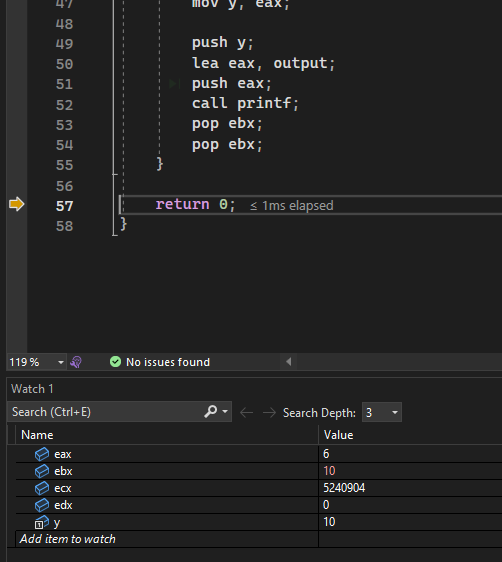 47 mov y, eax;
48
49 push y;
50 lea eax, output;
51 push eax;
52 call printf;
53 pop ebx;
54 pop ebx;
55 }
56
57 return 0; ≤ 1ms elapsed
58 }
119 % No issues found
Watch 1
Search (Ctrl+E) Search Depth: 3
Name Value
eax 6
ebx 10
ecx 5240904
edx 0
y 10
Add item to watch